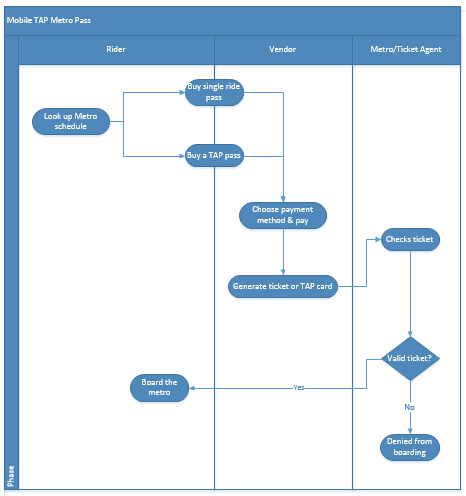 Mobile TAP Metro Pass
Rider
Vendor
Metro/Ticket Agent
Buy single ride
pass
Look up Metro
schedule
Buy a TAP pass
Choose payment
method & pay
Checks ticket
Generate ticket or TAP card
Valid ticket?
Board the
metro
Yes
No
Denied from
boarding
Phase